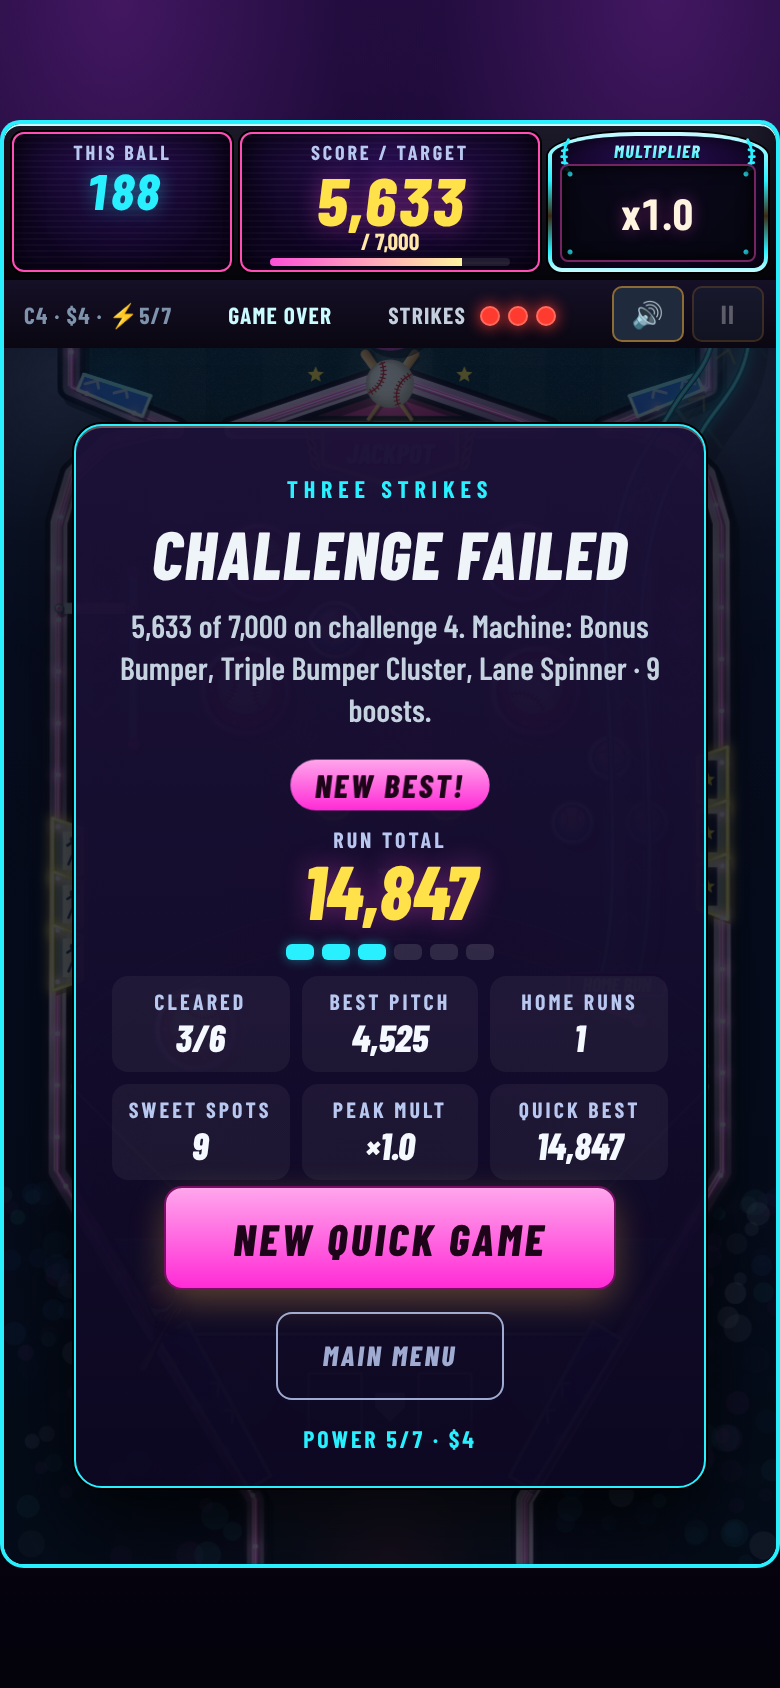 THIS BALL
188
SCORE / TARGET
5,633
/ 7,000
MULTIPLIER
x1.0
C4 · $4 · ⚡5/7
GAME OVER
STRIKES
JACKPOT
THREE STRIKES
CHALLENGE FAILED
5,633 of 7,000 on challenge 4. Machine: Bonus
Bumper, Triple Bumper Cluster, Lane Spinner · 9
boosts.
NEW BEST!
RUN TOTAL
14,847
CLEARED
3/6
BEST PITCH
4,525
HOME RUNS
1
SWEET SPOTS
9
PEAK MULT
×1.0
QUICK BEST
14,847
NEW QUICK GAME
MAIN MENU
POWER 5/7 · $4